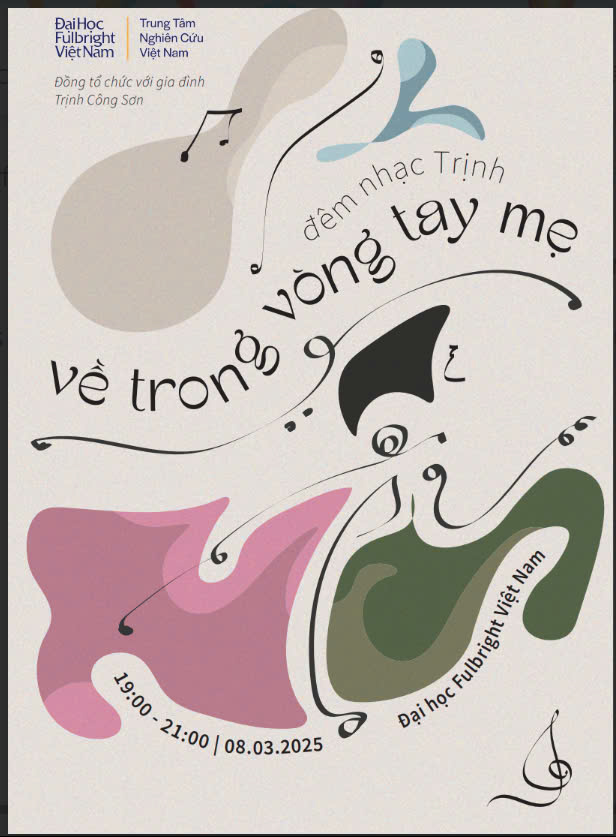 Đại Học
Fulbright
Việt Nam
Trung Tâm
Nghiên Cứu
Việt Nam
Đồng tổ chức với gia đình
Trịnh Công Sơn
đêm nhạc Trịnh
về trong vòng tay mẹ
Đại học Fulbright Việt Nam
19:00 - 21:00 | 08.03.2025